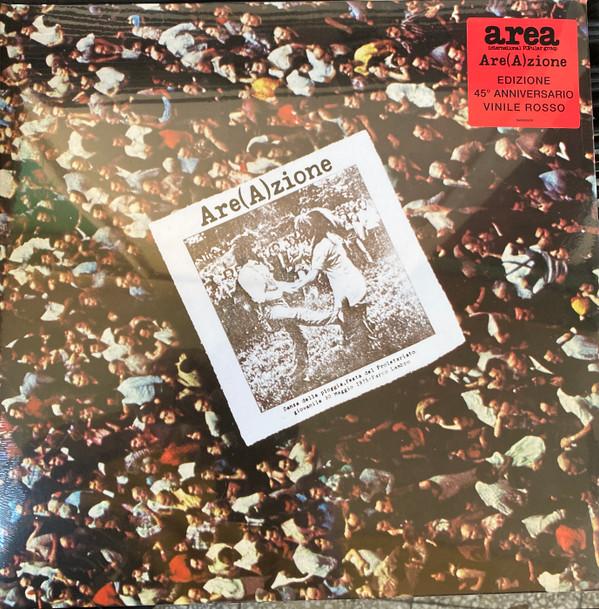 area
international POPular group
Are(A)zione
EDIZIONE
45° ANNIVERSARIO
VINILE ROSSO
Are(A)zione
Danza della pioggia.Festa del Proletariato
giovanile 30 Maggio 1975-Parco Lambro